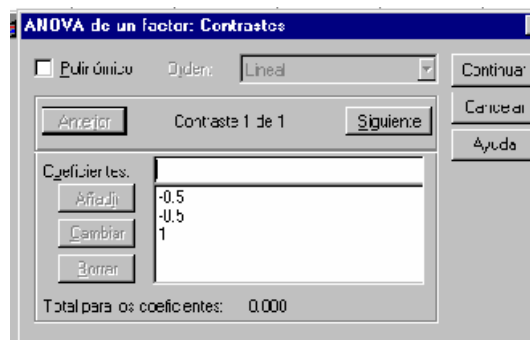 ANOVA de un factor: Contrastes
Polinómico Orden: Lineal Continuar
Anterior Contraste 1 de 1 Siguiente Cancelar
Ayuda
Coeficientes:
Añadir -0.5
-0.5
Cambiar 1
Borrar
Total para los coeficientes: 0.000